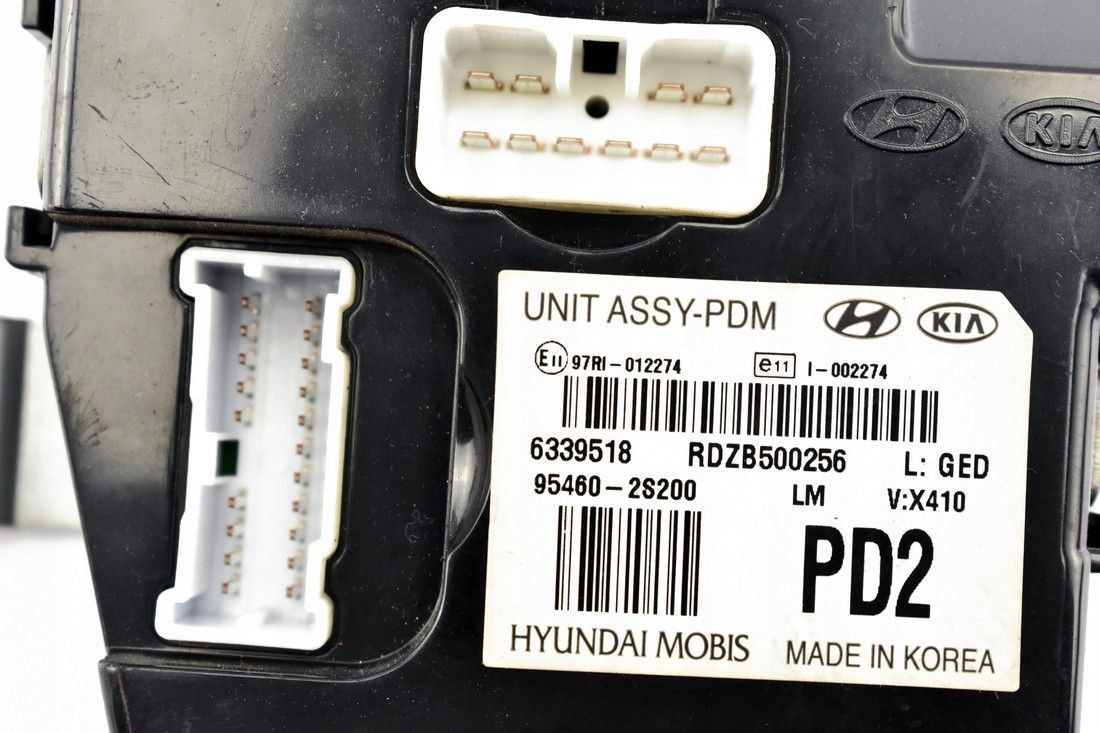 KIA
UNIT ASSY-PDM KIA
E11 97RI-012274 e11 I-002274
6339518 RDZB500256 L: GED
95460-2S200 LM V:X410
PD2
HYUNDAI MOBIS MADE IN KOREA